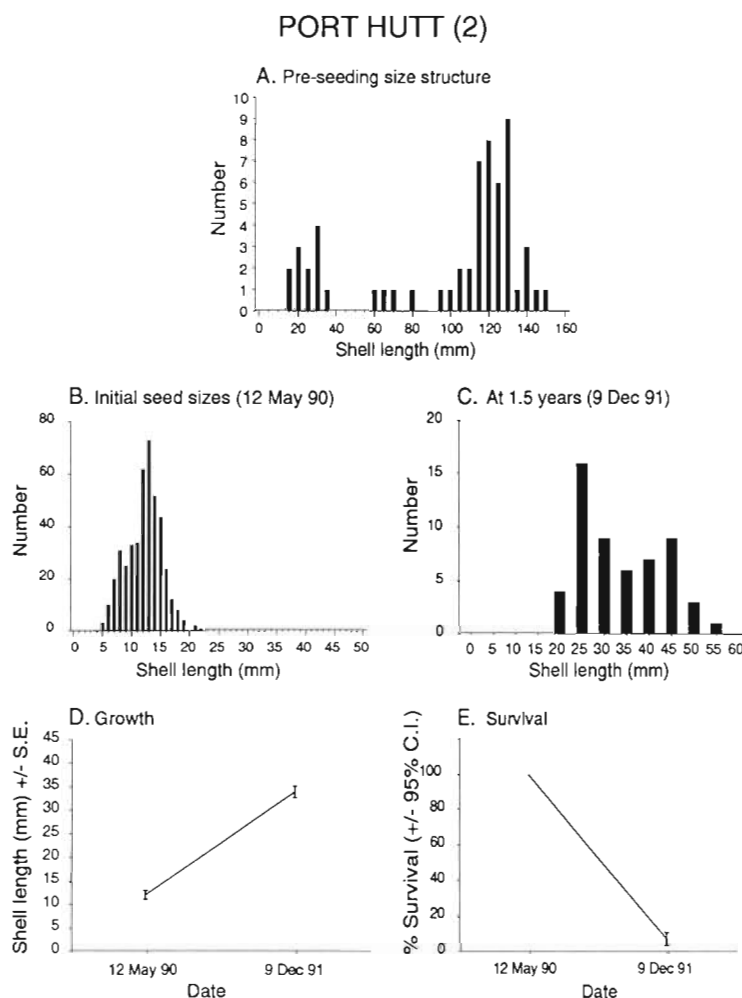 PORT HUTT (2)
A. Pre-seeding size structure
10
9
8
7
6
5
4
3
2
1
0
Number
0 20 40 60 80 100 120 140 160
Shell length (mm)
B. Initial seed sizes (12 May 90)
80
60
40
20
0
Number
0 5 10 15 20 25 30 35 40 45 50
Shell length (mm)
C. At 1.5 years (9 Dec 91)
20
15
10
5
0
Number
0 5 10 15 20 25 30 35 40 45 50 55 60
Shell length (mm)
D. Growth
45
40
35
30
25
20
15
10
5
0
Shell length (mm) +/- S.E.
12 May 90 9 Dec 91
Date
E. Survival
100
80
60
40
20
0
% Survival (+/- 95% C.I.)
12 May 90 9 Dec 91
Date